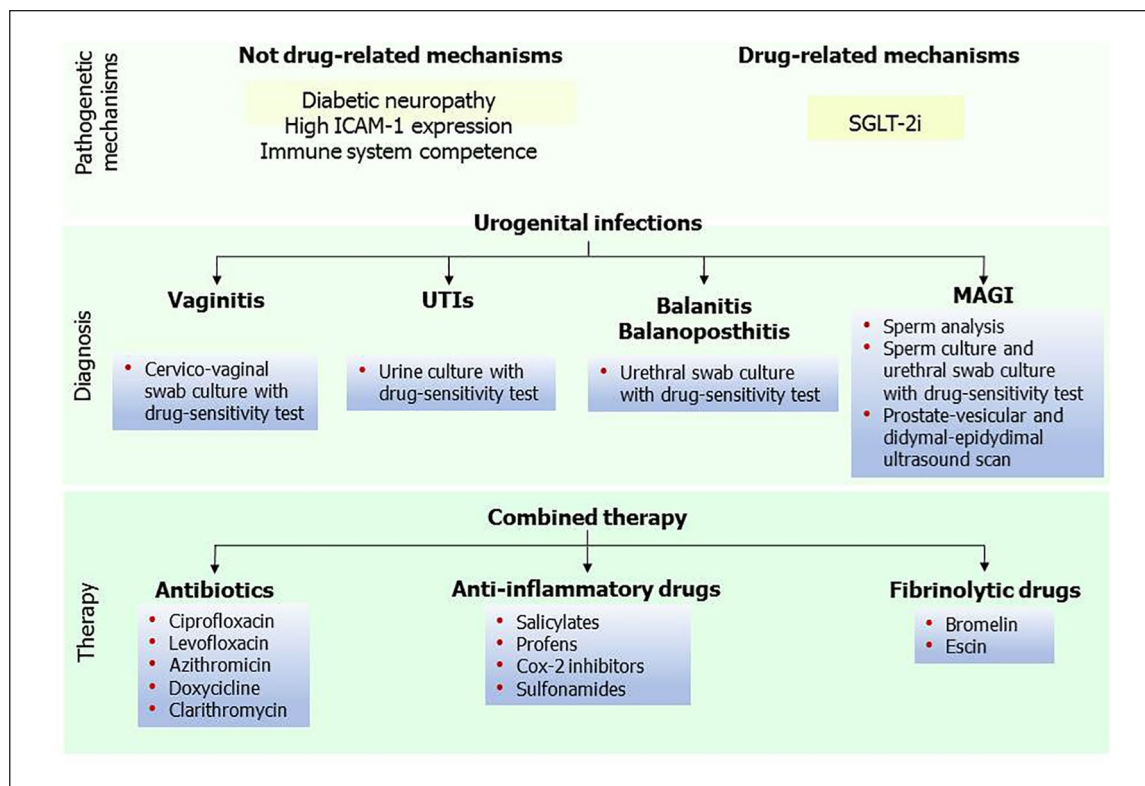 Pathogenetic
mechanisms
Not drug-related mechanisms
Diabetic neuropathy
High ICAM-1 expression
Immune system competence
Drug-related mechanisms
SGLT-2i
Urogenital infections
Diagnosis
Vaginitis
• Cervico-vaginal
swab culture with
drug-sensitivity test
UTIs
• Urine culture with
drug-sensitivity test
Balanitis
Balanoposthitis
• Urethral swab culture
with drug-sensitivity test
MAGI
• Sperm analysis
• Sperm culture and
urethral swab culture
with drug-sensitivity test
• Prostate-vesicular and
didymal-epidydimal
ultrasound scan
Therapy
Combined therapy
Antibiotics
• Ciprofloxacin
• Levofloxacin
• Azithromicin
• Doxycicline
• Clarithromycin
Anti-inflammatory drugs
• Salicylates
• Profens
• Cox-2 inhibitors
• Sulfonamides
Fibrinolytic drugs
• Bromelin
• Escin